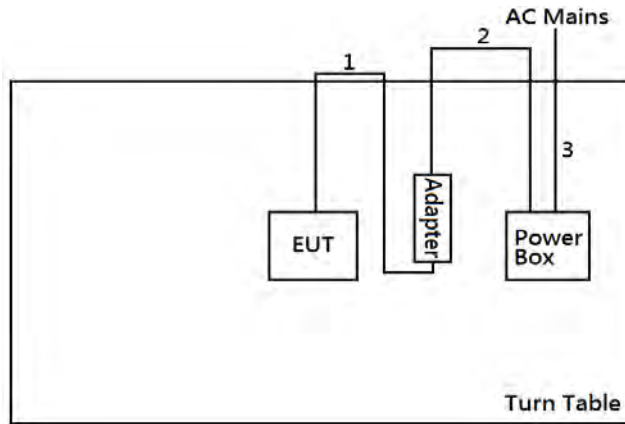 AC Mains
1
2
3
Adapter
EUT
Power
Box
Turn Table